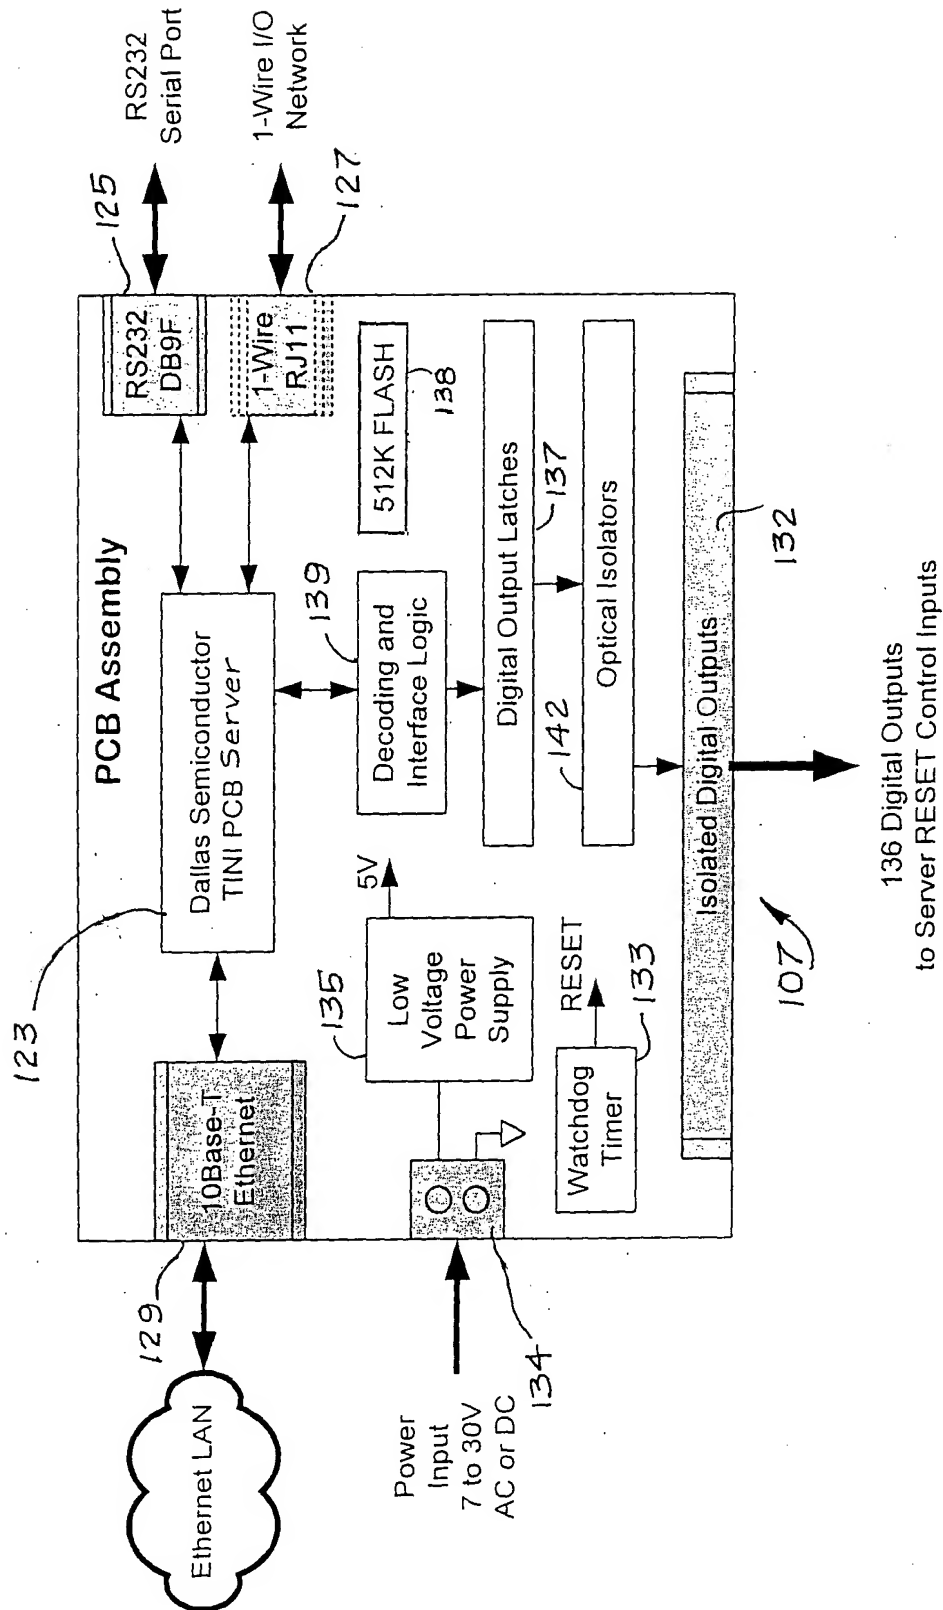 PCB Assembly
123
Dallas Semiconductor
TINI PCB Server
125
RS232
DB9F
RS232
Serial Port
1-Wire
RJ11
127
1-Wire I/O
Network
129
10Base-T
Ethernet
Ethernet LAN
139
Decoding and
Interface Logic
512K FLASH
138
135
Low
Voltage
Power
Supply
5V
Power
Input
7 to 30V
AC or DC
134
Digital Output Latches
137
142
Optical Isolators
Watchdog
Timer
RESET
133
Isolated Digital Outputs
132
107
136 Digital Outputs
to Server RESET Control Inputs